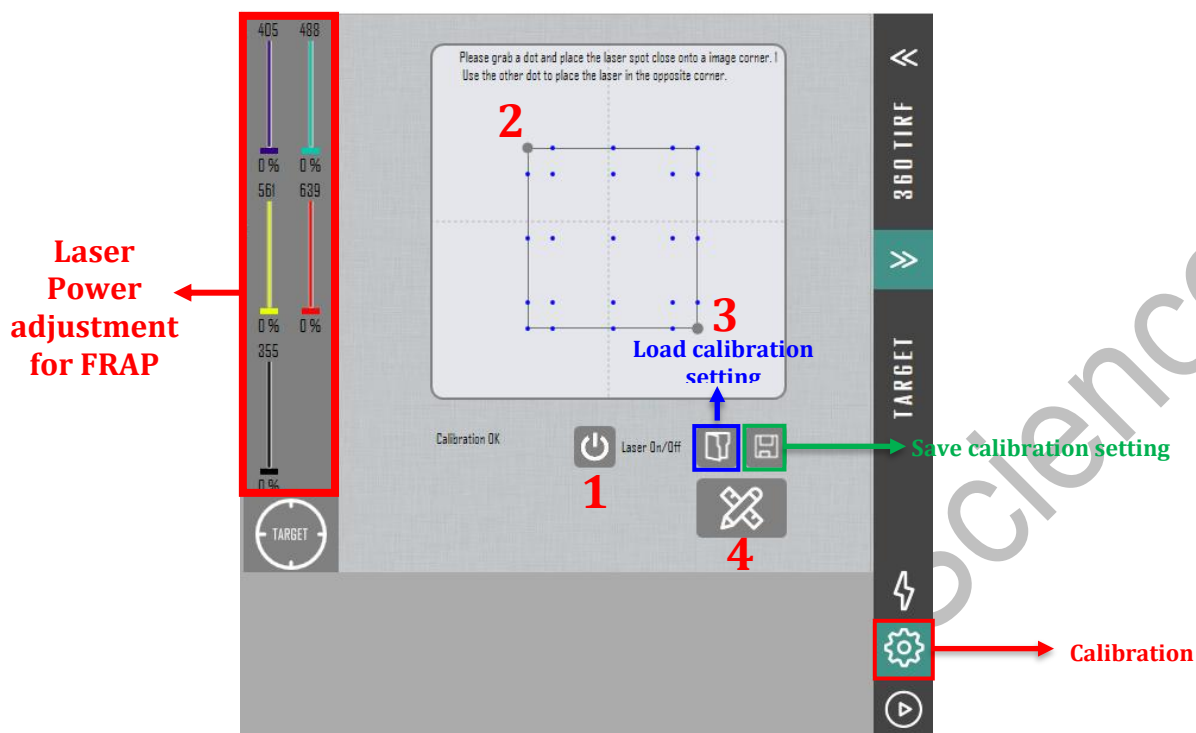 405 488
0 % 0 %
561 639
0 % 0 %
355
0 %
TARGET
Laser
Power
adjustment
for FRAP
Please grab a dot and place the laser spot close onto a image corner. I
Use the other dot to place the laser in the opposite corner.
2
3
Load calibration
setting
Calibration OK
Laser On/Off
Save calibration setting
1
4
360 TIRF
TARGET
Calibration
Science